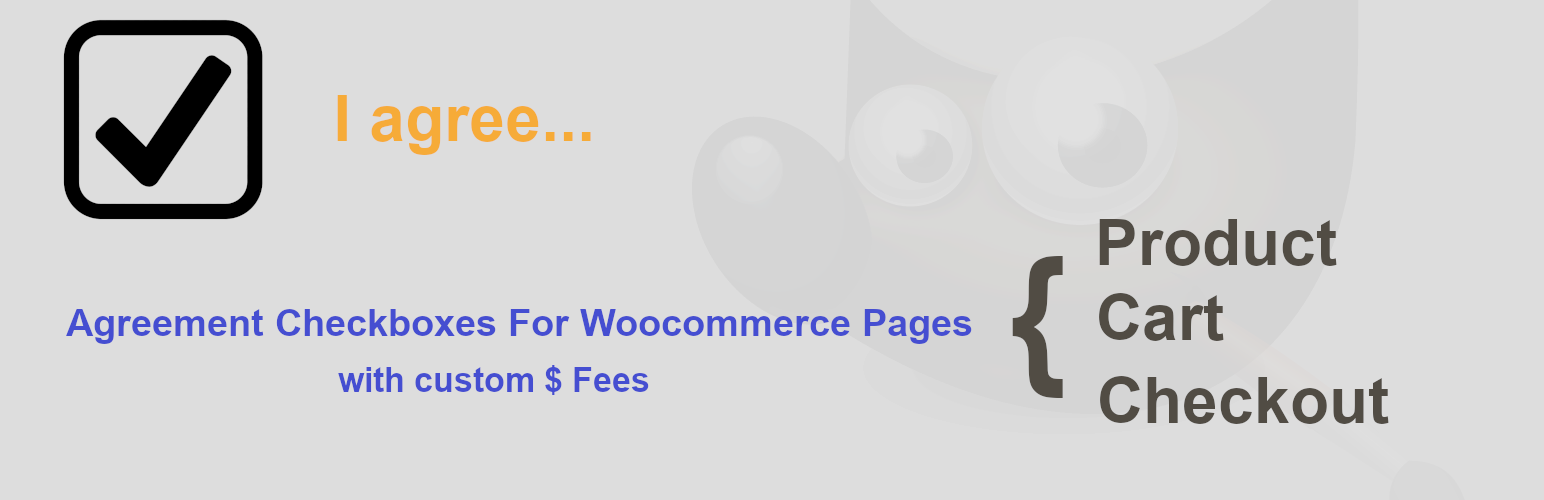 I agree...
Agreement Checkboxes For Woocommerce Pages
with custom $ Fees
{
Product
Cart
Checkout